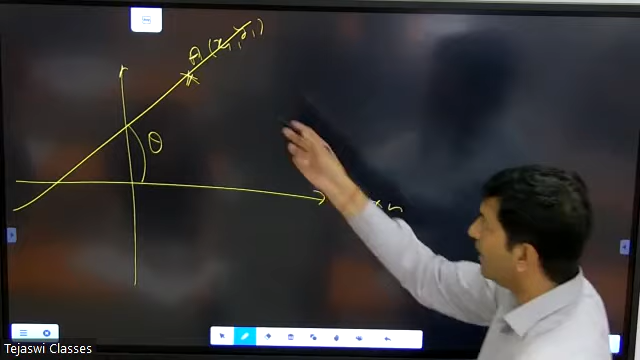 A (x₁, y₁)
θ
Tejaswi Classes